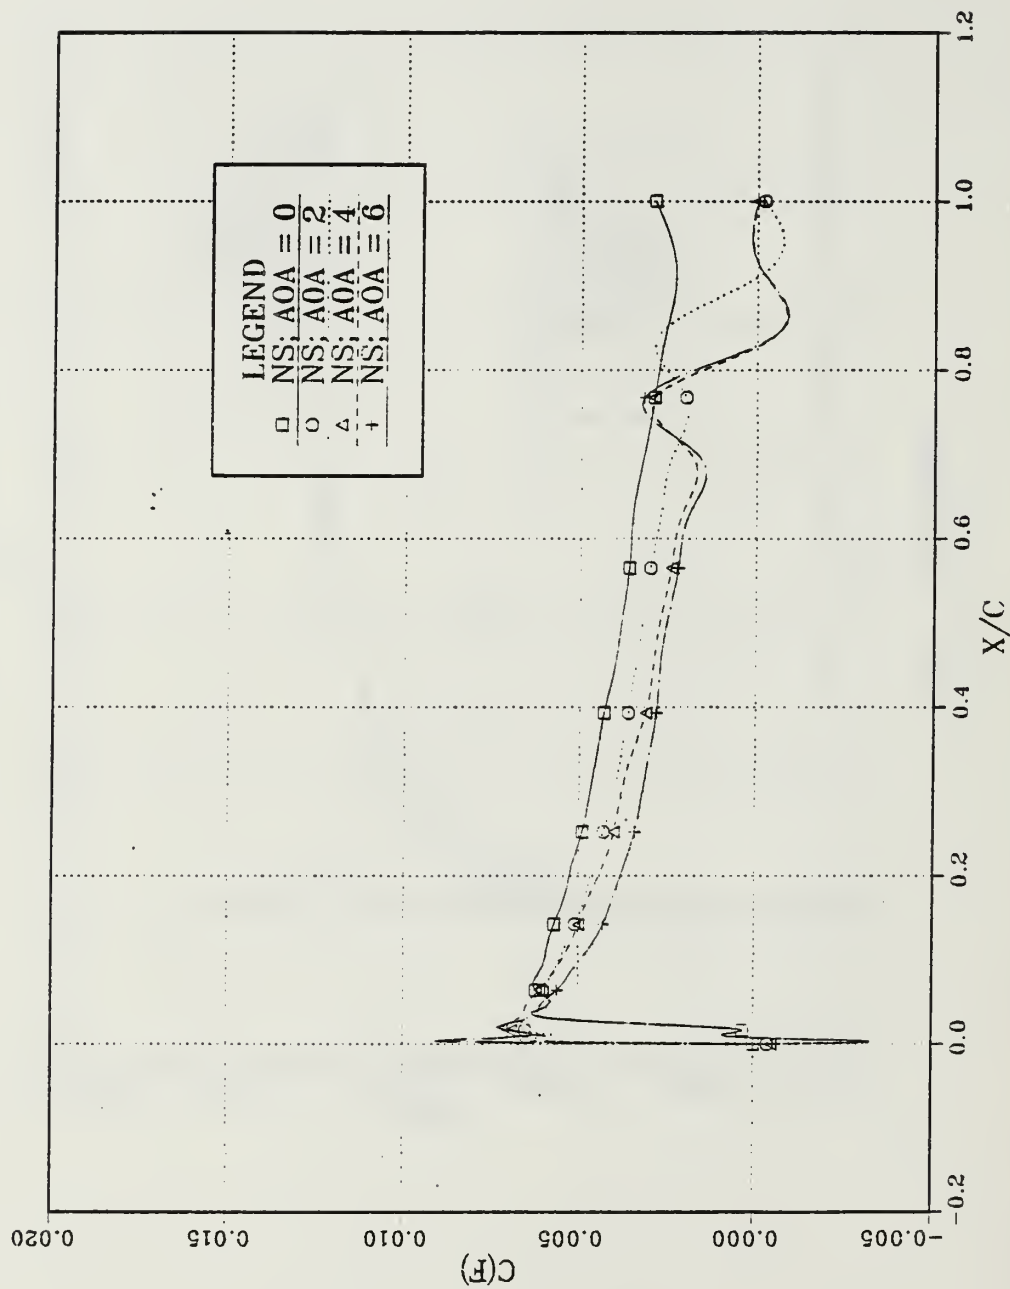 LEGEND
□ NS; AOA = 0
○ NS; AOA = 2
△ NS; AOA = 4
+ NS; AOA = 6
C(F)
0.020
0.015
0.010
0.005
0.000
-0.005
-0.2
0.0
0.2
0.4
0.6
0.8
1.0
1.2
X/C